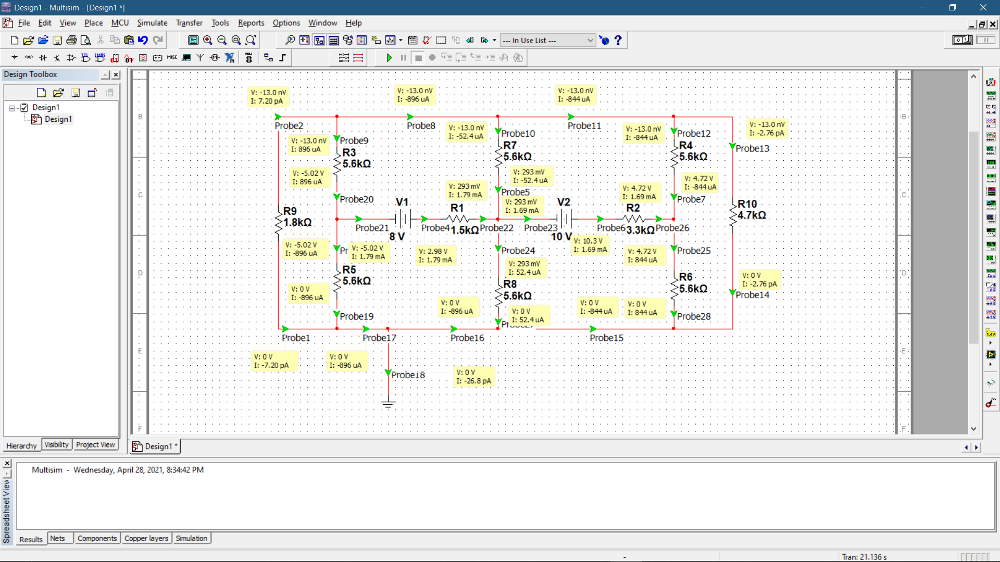 Design1 - Multisim - [Design1 *]
File Edit View Place MCU Simulate Transfer Tools Reports Options Window Help
--- In Use List ---
MISC
Design Toolbox
Design1
Design1
Hierarchy Visibility Project View
B
C
D
E
F
B
C
D
E
F
V: -13.0 nV
I: 7.20 pA
Probe2
V: -13.0 nV
I: -896 uA
Probe8
V: -13.0 nV
I: -844 uA
Probe11
V: -13.0 nV
I: 896 uA
Probe9
R3
5.6kΩ
V: -13.0 nV
I: -52.4 uA
Probe10
R7
5.6kΩ
V: -13.0 nV
I: -844 uA
Probe12
R4
5.6kΩ
V: -13.0 nV
I: -2.76 pA
Probe13
V: -5.02 V
I: 896 uA
Probe20
V: 293 mV
I: -52.4 uA
Probe5
V: 4.72 V
I: -844 uA
Probe7
V: 293 mV
I: 1.79 mA
V: 293 mV
I: 1.69 mA
V: 4.72 V
I: 1.69 mA
R9
1.8kΩ
V1
8 V
R1
1.5kΩ
V2
10 V
R2
3.3kΩ
R10
4.7kΩ
Probe21
Probe4
Probe22
Probe23
Probe6
Probe26
V: -5.02 V
I: -896 uA
V: -5.02 V
I: 1.79 mA
V: 2.98 V
I: 1.79 mA
V: 10.3 V
I: 1.69 mA
V: 4.72 V
I: 844 uA
Probe24
Probe25
R5
5.6kΩ
V: 293 mV
I: 52.4 uA
R8
5.6kΩ
R6
5.6kΩ
V: 0 V
I: -2.76 pA
Probe14
V: 0 V
I: -896 uA
Probe19
V: 0 V
I: -896 uA
V: 0 V
I: 52.4 uA
V: 0 V
I: -844 uA
V: 0 V
I: 844 uA
Probe28
Probe1
Probe17
Probe16
Probe15
V: 0 V
I: -7.20 pA
V: 0 V
I: -896 uA
Probe18
V: 0 V
I: -26.8 pA
Design1 *
Multisim - Wednesday, April 28, 2021, 8:34:42 PM
Spreadsheet View
Results Nets Components Copper layers Simulation
- Tran: 21.136 s